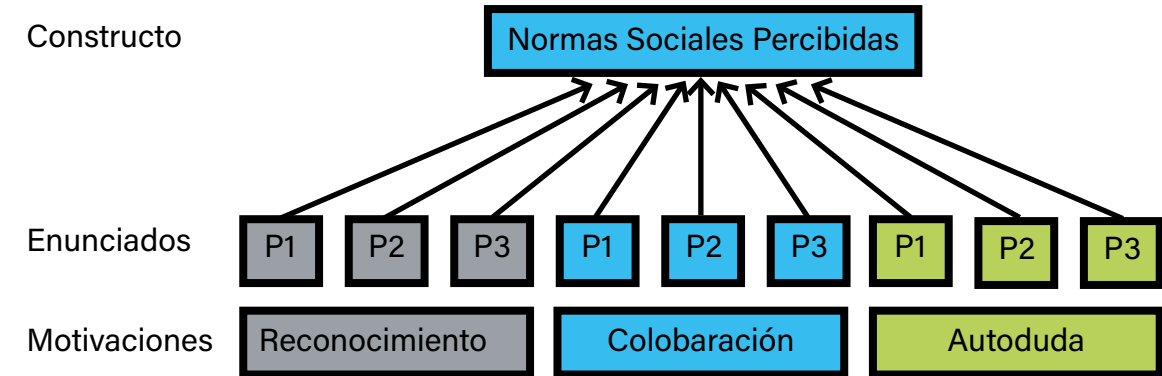 Constructo Normas Sociales Percibidas
Enunciados P1 P2 P3 P1 P2 P3 P1 P2 P3
Motivaciones Reconocimiento Colobaración Autoduda